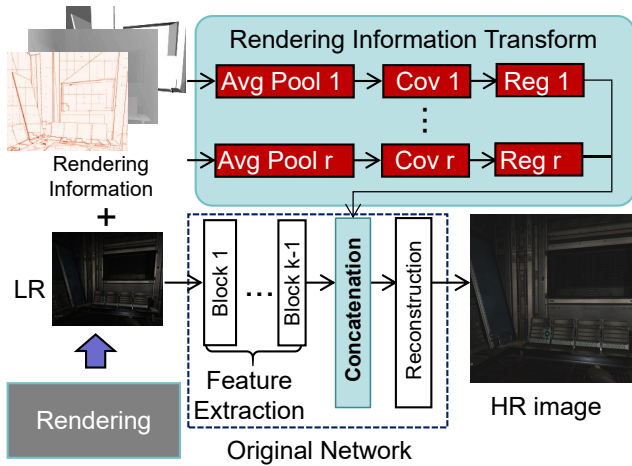 Rendering Information Transform
Avg Pool 1
Cov 1
Reg 1
Avg Pool r
Cov r
Reg r
Rendering
Information
+
LR
Block 1
...
Block k-1
Concatenation
Reconstruction
Feature
Extraction
Rendering
HR image
Original Network